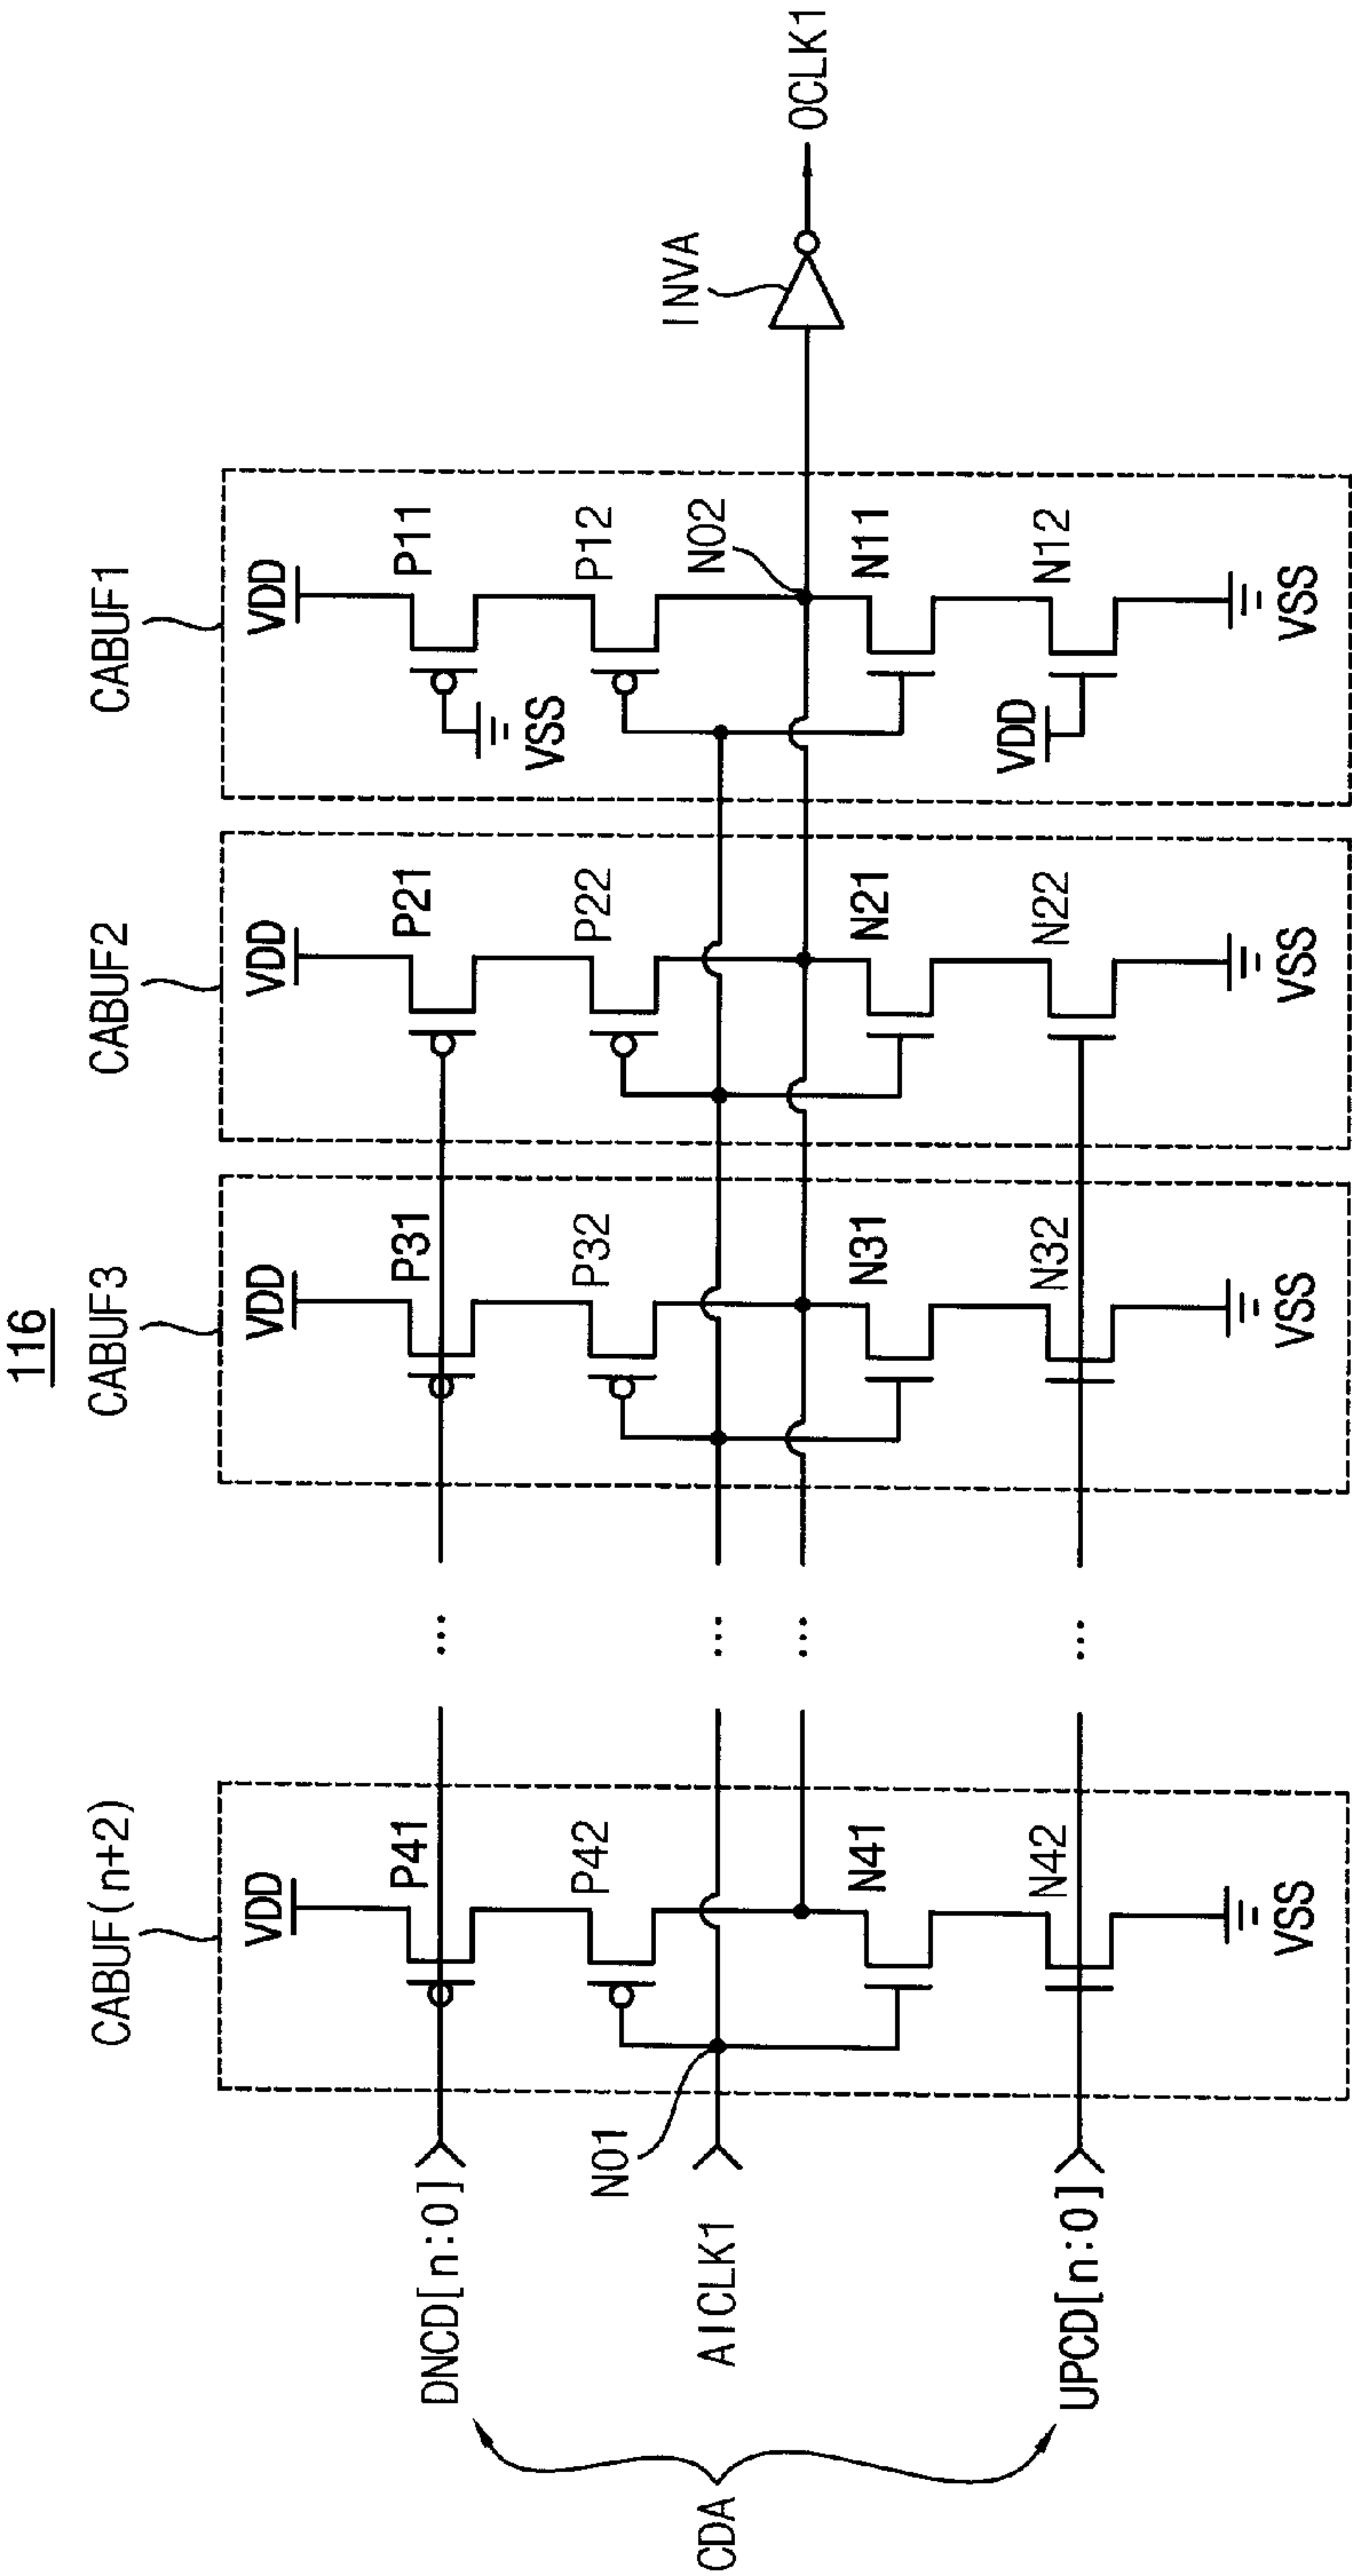 116
CABUF(n+2)
CABUF3
CABUF2
CABUF1
VDD
VDD
VDD
VDD
P41
P31
P21
P11
DNCD[n:0]
VSS
P42
P32
P22
P12
N01
N02
INVA
CDA
AICLK1
OCLK1
...
...
...
...
N41
N31
N21
N11
UPCD[n:0]
N42
N32
N22
VDD
N12
VSS
VSS
VSS
VSS